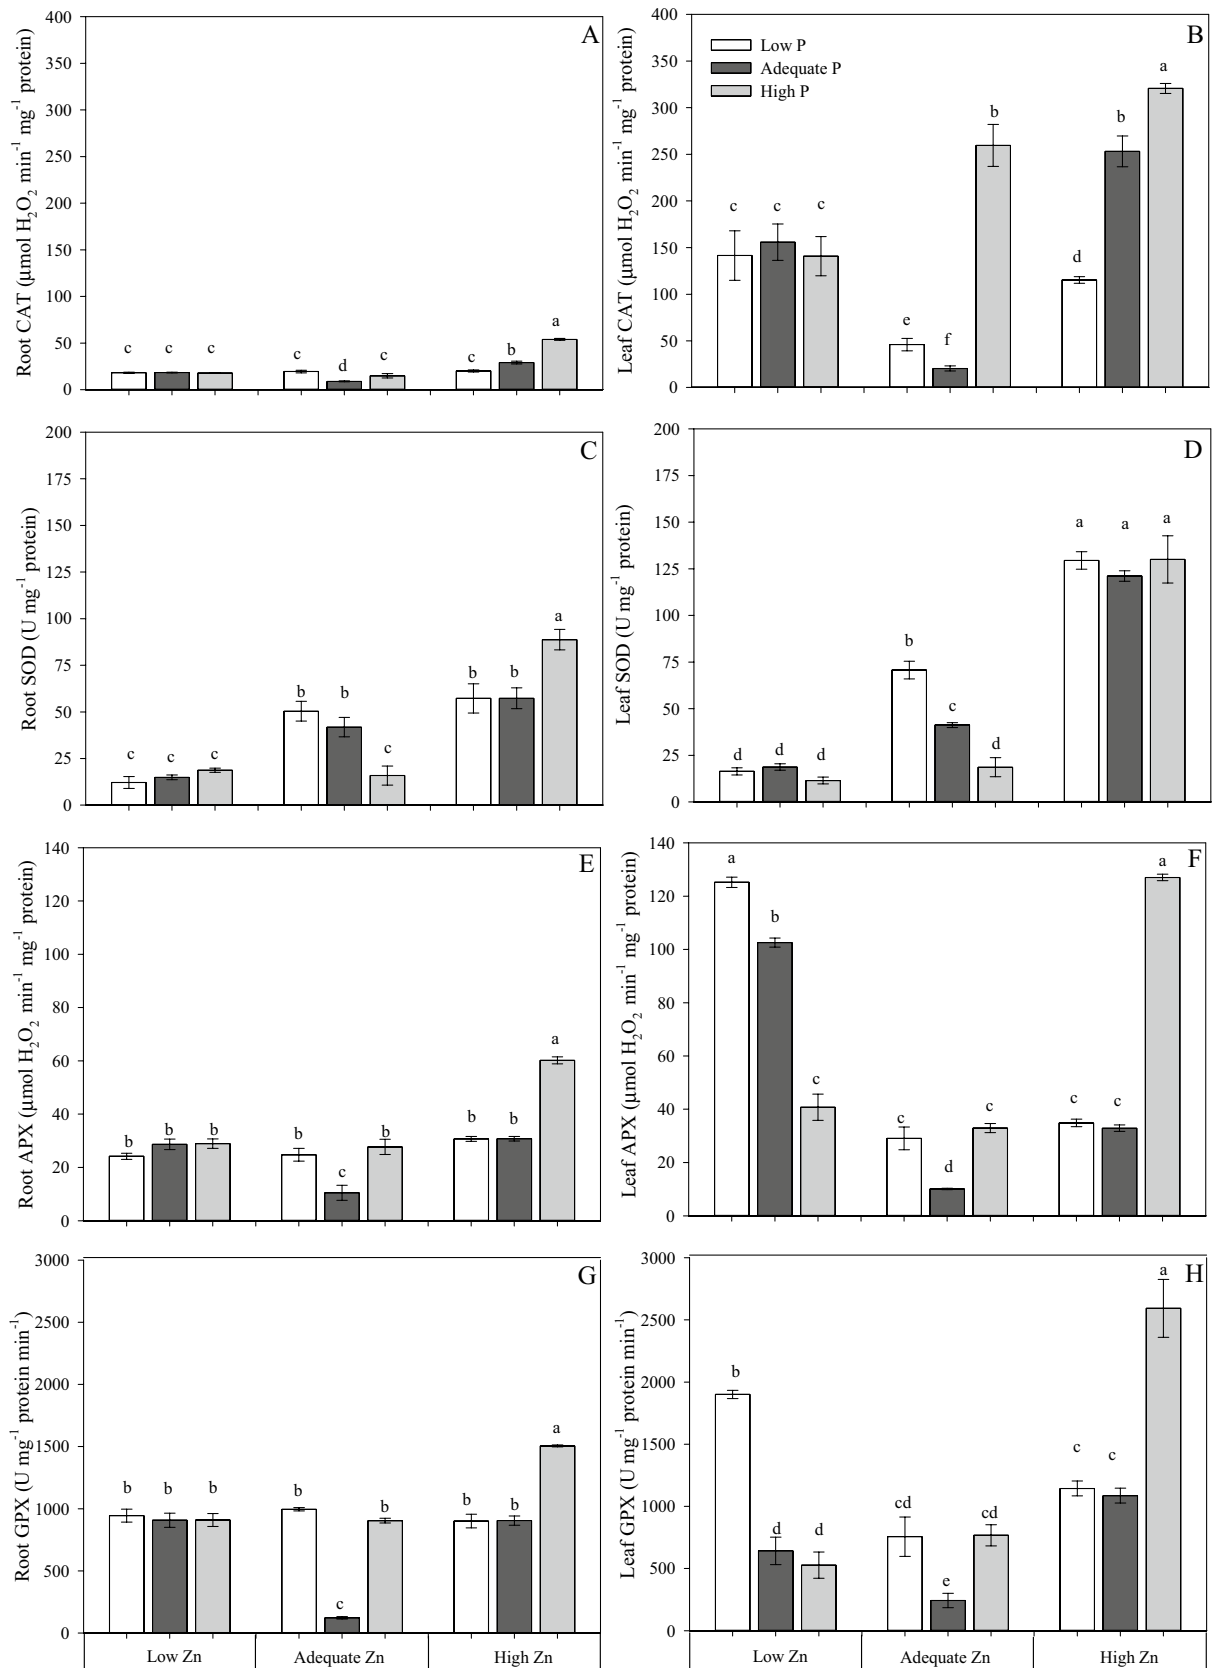 A
Root CAT (µmol H₂O₂ min⁻¹ mg⁻¹ protein)
400
350
300
250
200
150
100
50
0
c c c c d c c b a
B
Leaf CAT (µmol H₂O₂ min⁻¹ mg⁻¹ protein)
400
350
300
250
200
150
100
50
0
Low P
Adequate P
High P
c c c e f b d b a
C
Root SOD (U mg⁻¹ protein)
200
175
150
125
100
75
50
25
0
c c c b b c b b a
D
Leaf SOD (U mg⁻¹ protein)
200
175
150
125
100
75
50
25
0
d d d b c d a a a
E
Root APX (µmol H₂O₂ min⁻¹ mg⁻¹ protein)
140
120
100
80
60
40
20
0
b b b b c b b b a
F
Leaf APX (µmol H₂O₂ min⁻¹ mg⁻¹ protein)
140
120
100
80
60
40
20
0
a b c c d c c c a
G
Root GPX (U mg⁻¹ protein min⁻¹)
3000
2500
2000
1500
1000
500
0
b b b b c b b b a
Low Zn Adequate Zn High Zn
H
Leaf GPX (U mg⁻¹ protein min⁻¹)
3000
2500
2000
1500
1000
500
0
b d d cd e cd c c a
Low Zn Adequate Zn High Zn